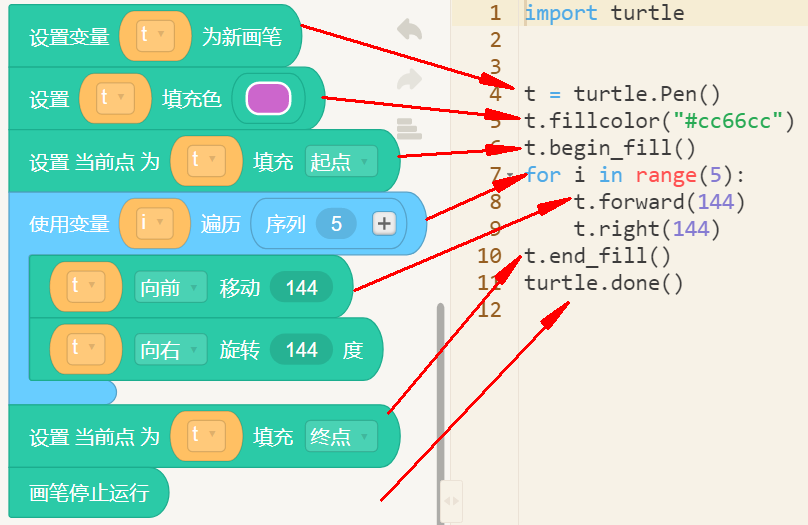 设置变量 t 为新画笔
设置 t 填充色
设置 当前点 为 t 填充 起点
使用变量 i 遍历 序列 5 +
t 向前 移动 144
t 向右 旋转 144 度
设置 当前点 为 t 填充 终点
画笔停止运行
1 import turtle
2
3
4 t = turtle.Pen()
5 t.fillcolor("#cc66cc")
6 t.begin_fill()
7 for i in range(5):
8 t.forward(144)
9 t.right(144)
10 t.end_fill()
11 turtle.done()
12